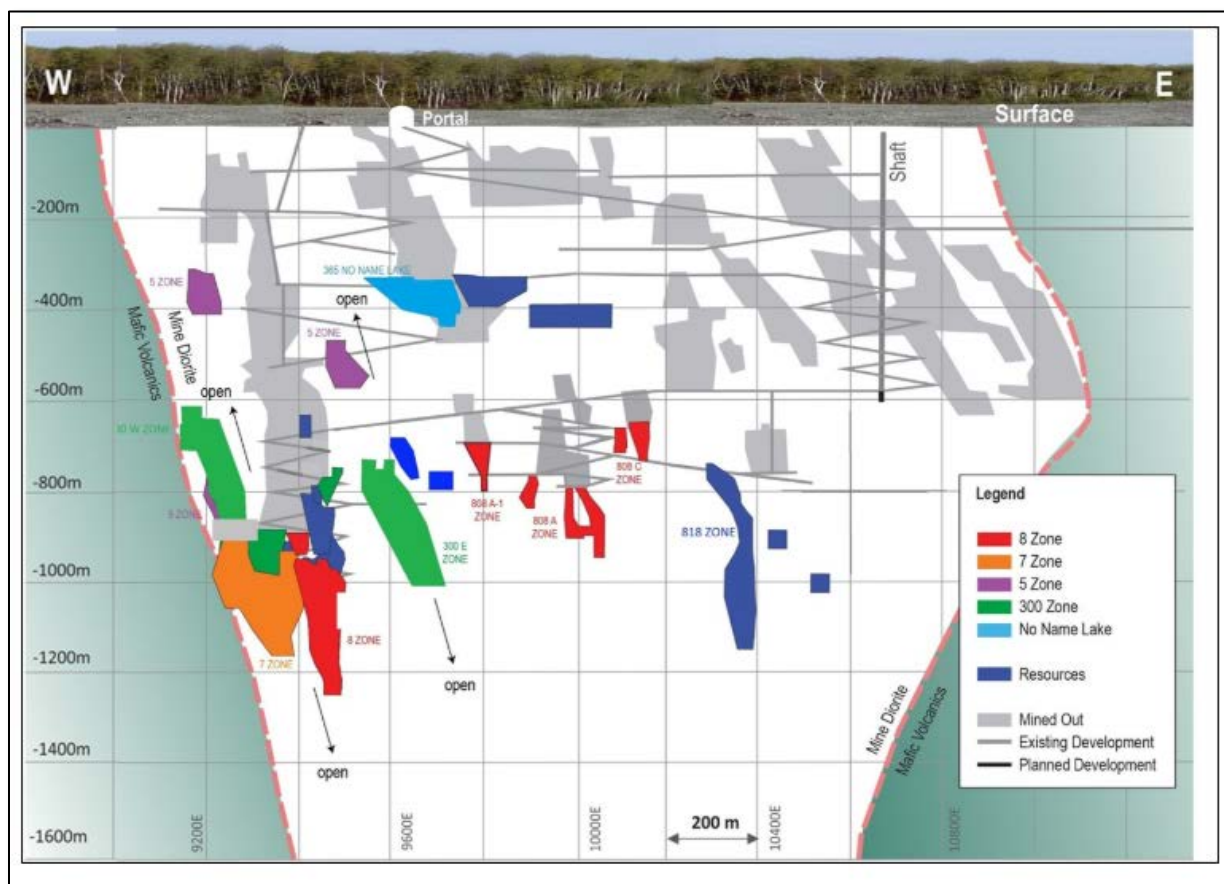 W
E
Portal
Surface
Shaft
-200m
5 ZONE
365 NO NAME LAKE
open
-400m
Mafic Volcanics
Mine Diorite
5 ZONE
open
-600m
W ZONE
808 C
ZONE
-800m
808 A-1
ZONE
808 A
ZONE
818 ZONE
300 E
ZONE
-1000m
8 ZONE
7 ZONE
-1200m
open
open
-1400m
-1600m
9200E
9600E
10000E
200 m
10400E
10800E
Mine Diorite
Mafic Volcanics
Legend
8 Zone
7 Zone
5 Zone
300 Zone
No Name Lake
Resources
Mined Out
Existing Development
Planned Development